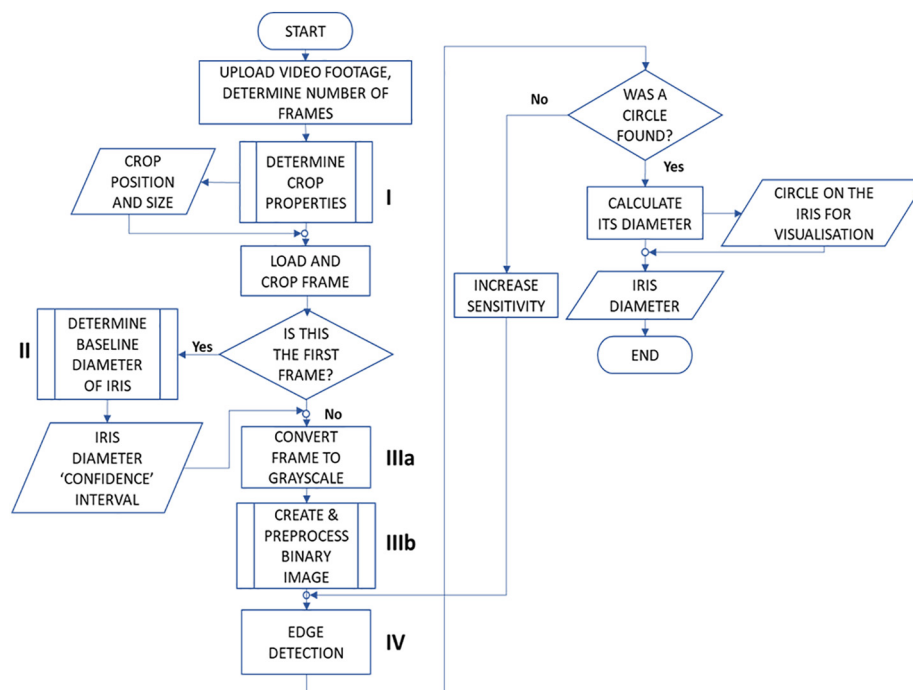 START
UPLOAD VIDEO FOOTAGE,
DETERMINE NUMBER OF
FRAMES
DETERMINE
CROP
PROPERTIES
I
CROP
POSITION
AND SIZE
LOAD AND
CROP FRAME
IS THIS
THE FIRST
FRAME?
Yes
II
DETERMINE
BASELINE
DIAMETER
OF IRIS
IRIS
DIAMETER
‘CONFIDENCE’
INTERVAL
No
CONVERT
FRAME TO
GRAYSCALE
IIIa
CREATE &
PREPROCESS
BINARY
IMAGE
IIIb
EDGE
DETECTION
IV
WAS A
CIRCLE
FOUND?
No
Yes
INCREASE
SENSITIVITY
CALCULATE
ITS DIAMETER
CIRCLE ON THE
IRIS FOR
VISUALISATION
IRIS
DIAMETER
END